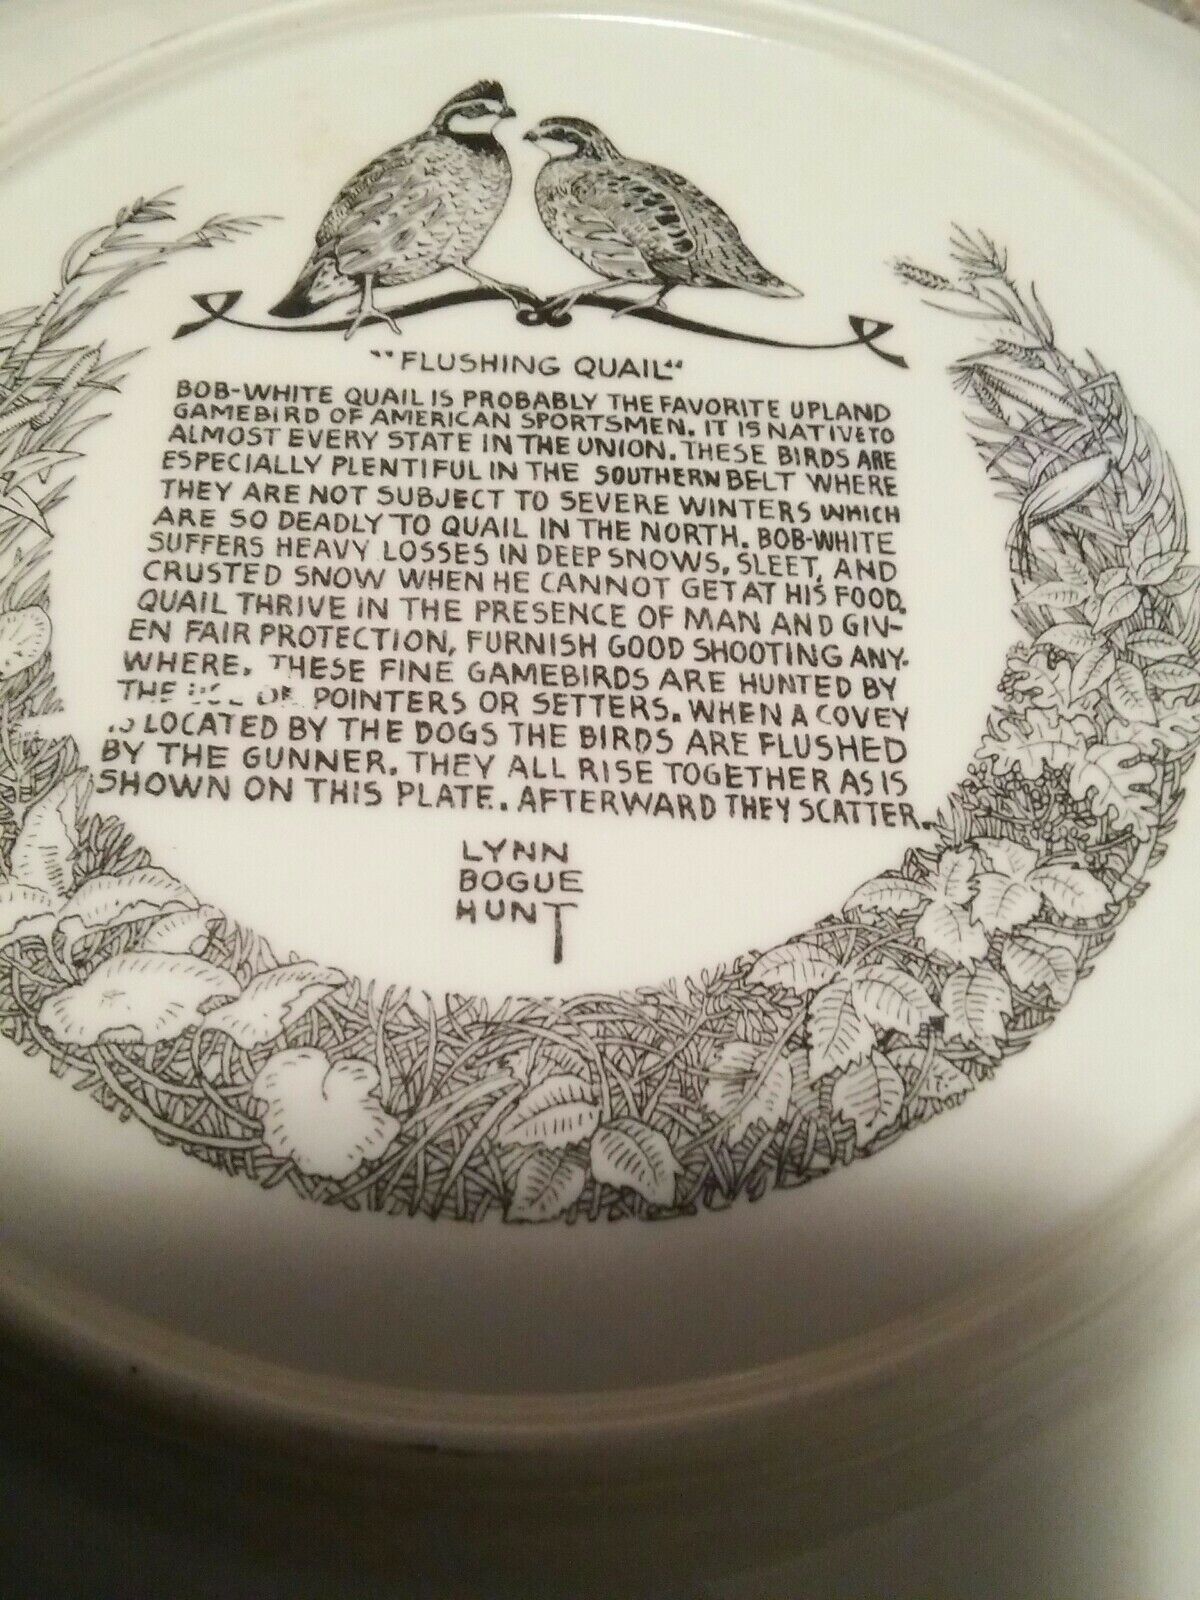 "FLUSHING QUAIL"
BOB-WHITE QUAIL IS PROBABLY THE FAVORITE UPLAND
GAMEBIRD OF AMERICAN SPORTSMEN. IT IS NATIVE TO
ALMOST EVERY STATE IN THE UNION. THESE BIRDS ARE
ESPECIALLY PLENTIFUL IN THE SOUTHERN BELT WHERE
THEY ARE NOT SUBJECT TO SEVERE WINTERS WHICH
ARE SO DEADLY TO QUAIL IN THE NORTH. BOB-WHITE
SUFFERS HEAVY LOSSES IN DEEP SNOWS, SLEET, AND
CRUSTED SNOW WHEN HE CANNOT GET AT HIS FOOD.
QUAIL THRIVE IN THE PRESENCE OF MAN AND GIV-
EN FAIR PROTECTION, FURNISH GOOD SHOOTING ANY-
WHERE. THESE FINE GAMEBIRDS ARE HUNTED BY
THE POINTERS OR SETTERS. WHEN A COVEY
IS LOCATED BY THE DOGS THE BIRDS ARE FLUSHED
BY THE GUNNER. THEY ALL RISE TOGETHER AS IS
SHOWN ON THIS PLATE. AFTERWARD THEY SCATTER.
LYNN
BOGUE
HUNT